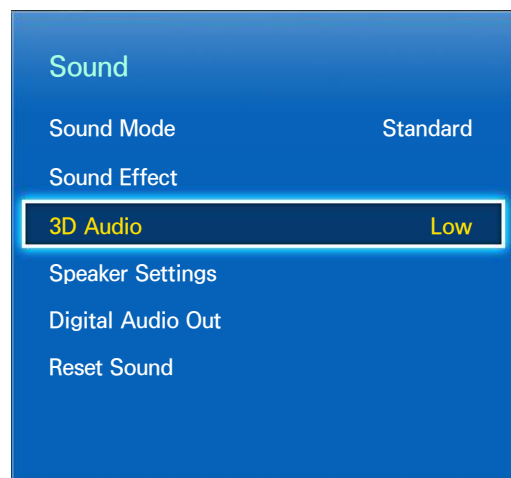 Sound
Sound Mode Standard
Sound Effect
3D Audio Low
Speaker Settings
Digital Audio Out
Reset Sound